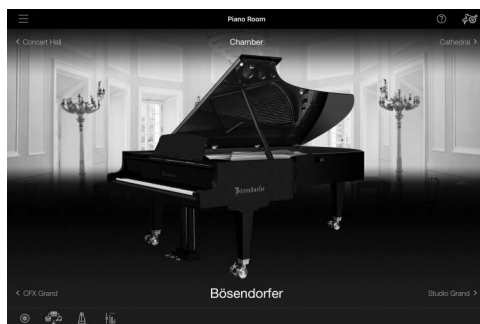 Piano Room
< Concert Hall
Chamber
Cathedral >
Bösendorfer
< CFX Grand
Bösendorfer
Studio Grand >